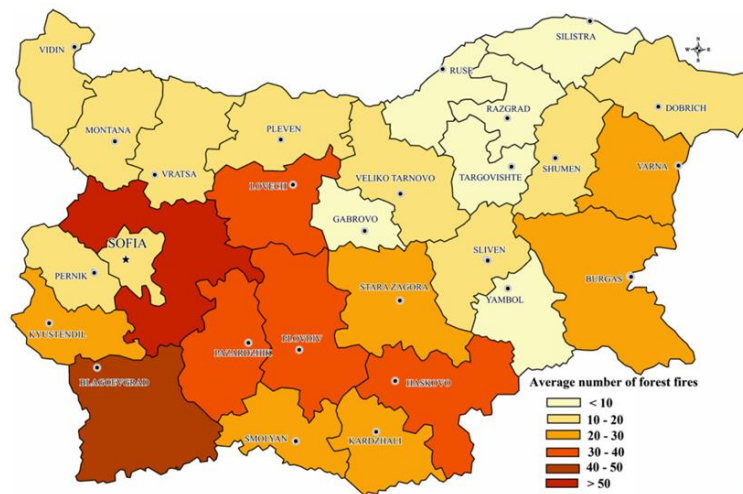 SILISTRA
VIDIN
N
W E
S
RUSE
DOBRICH
RAZGRAD
MONTANA
PLEVEN
VARNA
VRATSA
VELIKO TARNOVO
TARGOVISHTE
SHUMEN
LOVECH
GABROVO
SOFIA
SLIVEN
PERNIK
BURGAS
STARA ZAGORA
YAMBOL
KYUSTENDIL
PAZARDZHIK
PLOVDIV
BLAGOEVGRAD
HASKOVO
SMOLYAN
KARDZHALI
Average number of forest fires
< 10
10 - 20
20 - 30
30 - 40
40 - 50
> 50